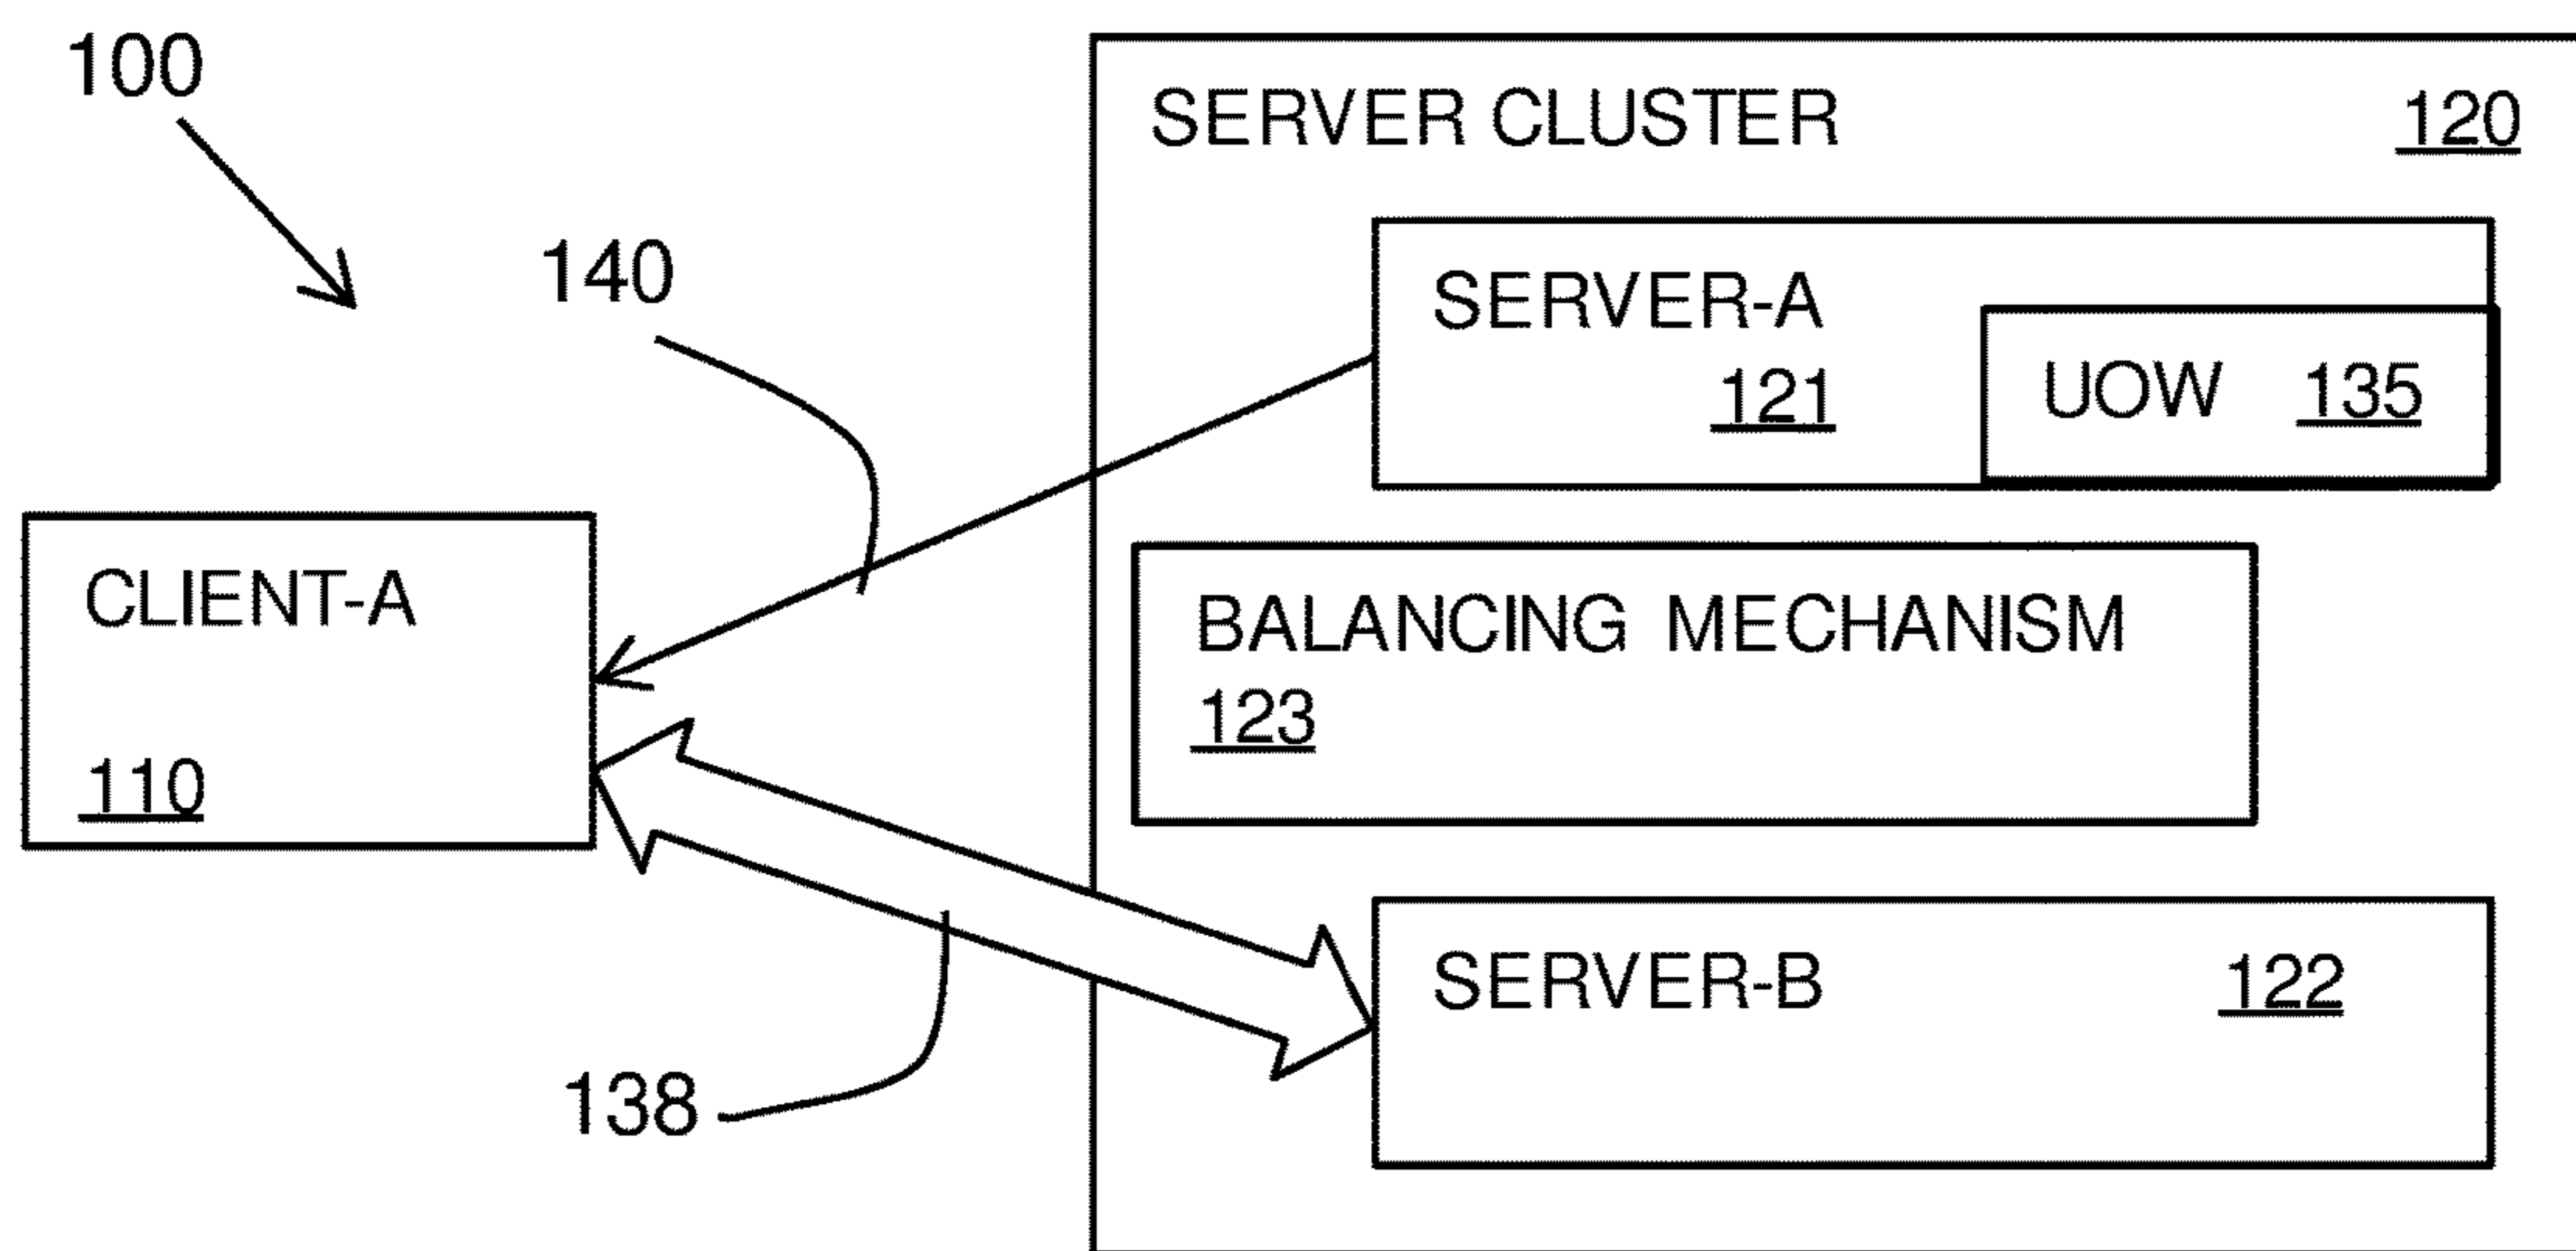 100
SERVER CLUSTER 120
140
SERVER-A
121
UOW 135
CLIENT-A
110
BALANCING MECHANISM
123
SERVER-B 122
138